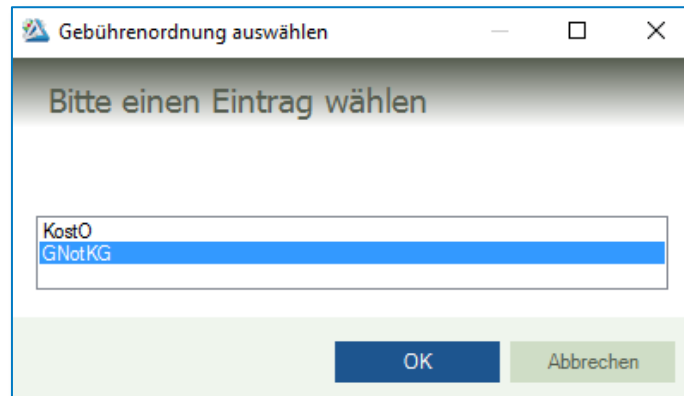 Gebührenordnung auswählen
Bitte einen Eintrag wählen
KostO
GNotKG
OK Abbrechen